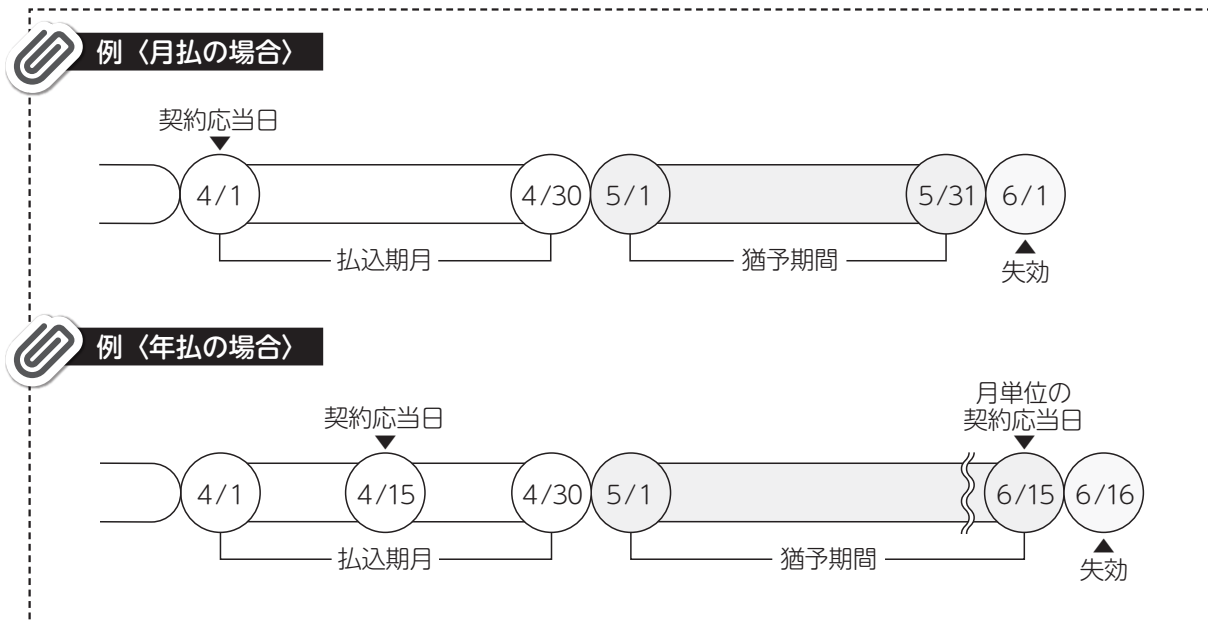 例〈月払の場合〉
契約応当日
4/1
4/30
5/1
5/31
6/1
払込期月
猶予期間
失効
例〈年払の場合〉
契約応当日
月単位の
契約応当日
4/1
4/15
4/30
5/1
6/15
6/16
払込期月
猶予期間
失効